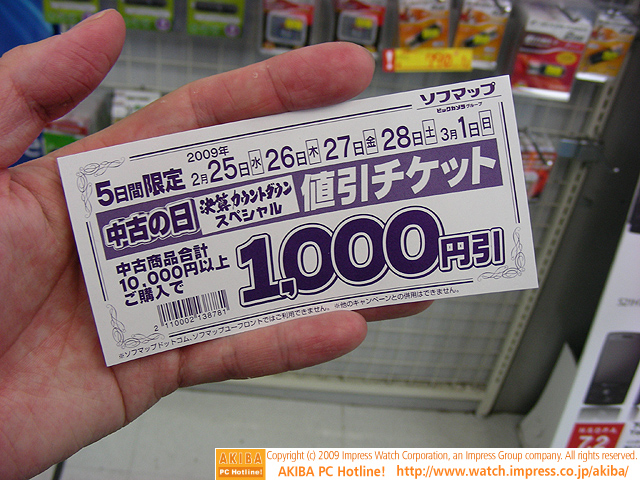 ソフマップ
ビックカメラグループ
2009年
5日間限定 2月25日水 26日木 27日金 28日土 3月1日日
中古の日 決算カウントダウンスペシャル 値引チケット
中古商品合計
10,000円以上
ご購入で
1,000円引
2110002138781
※ソフマップドットコム、ソフマップユーフロントではご利用できません。 ※他のキャンペーンとの併用はできません。
AKIBA
PC Hotline!
Copyright (c) 2009 Impress Watch Corporation, an Impress Group company. All rights reserved.
AKIBA PC Hotline! http://www.watch.impress.co.jp/akiba/